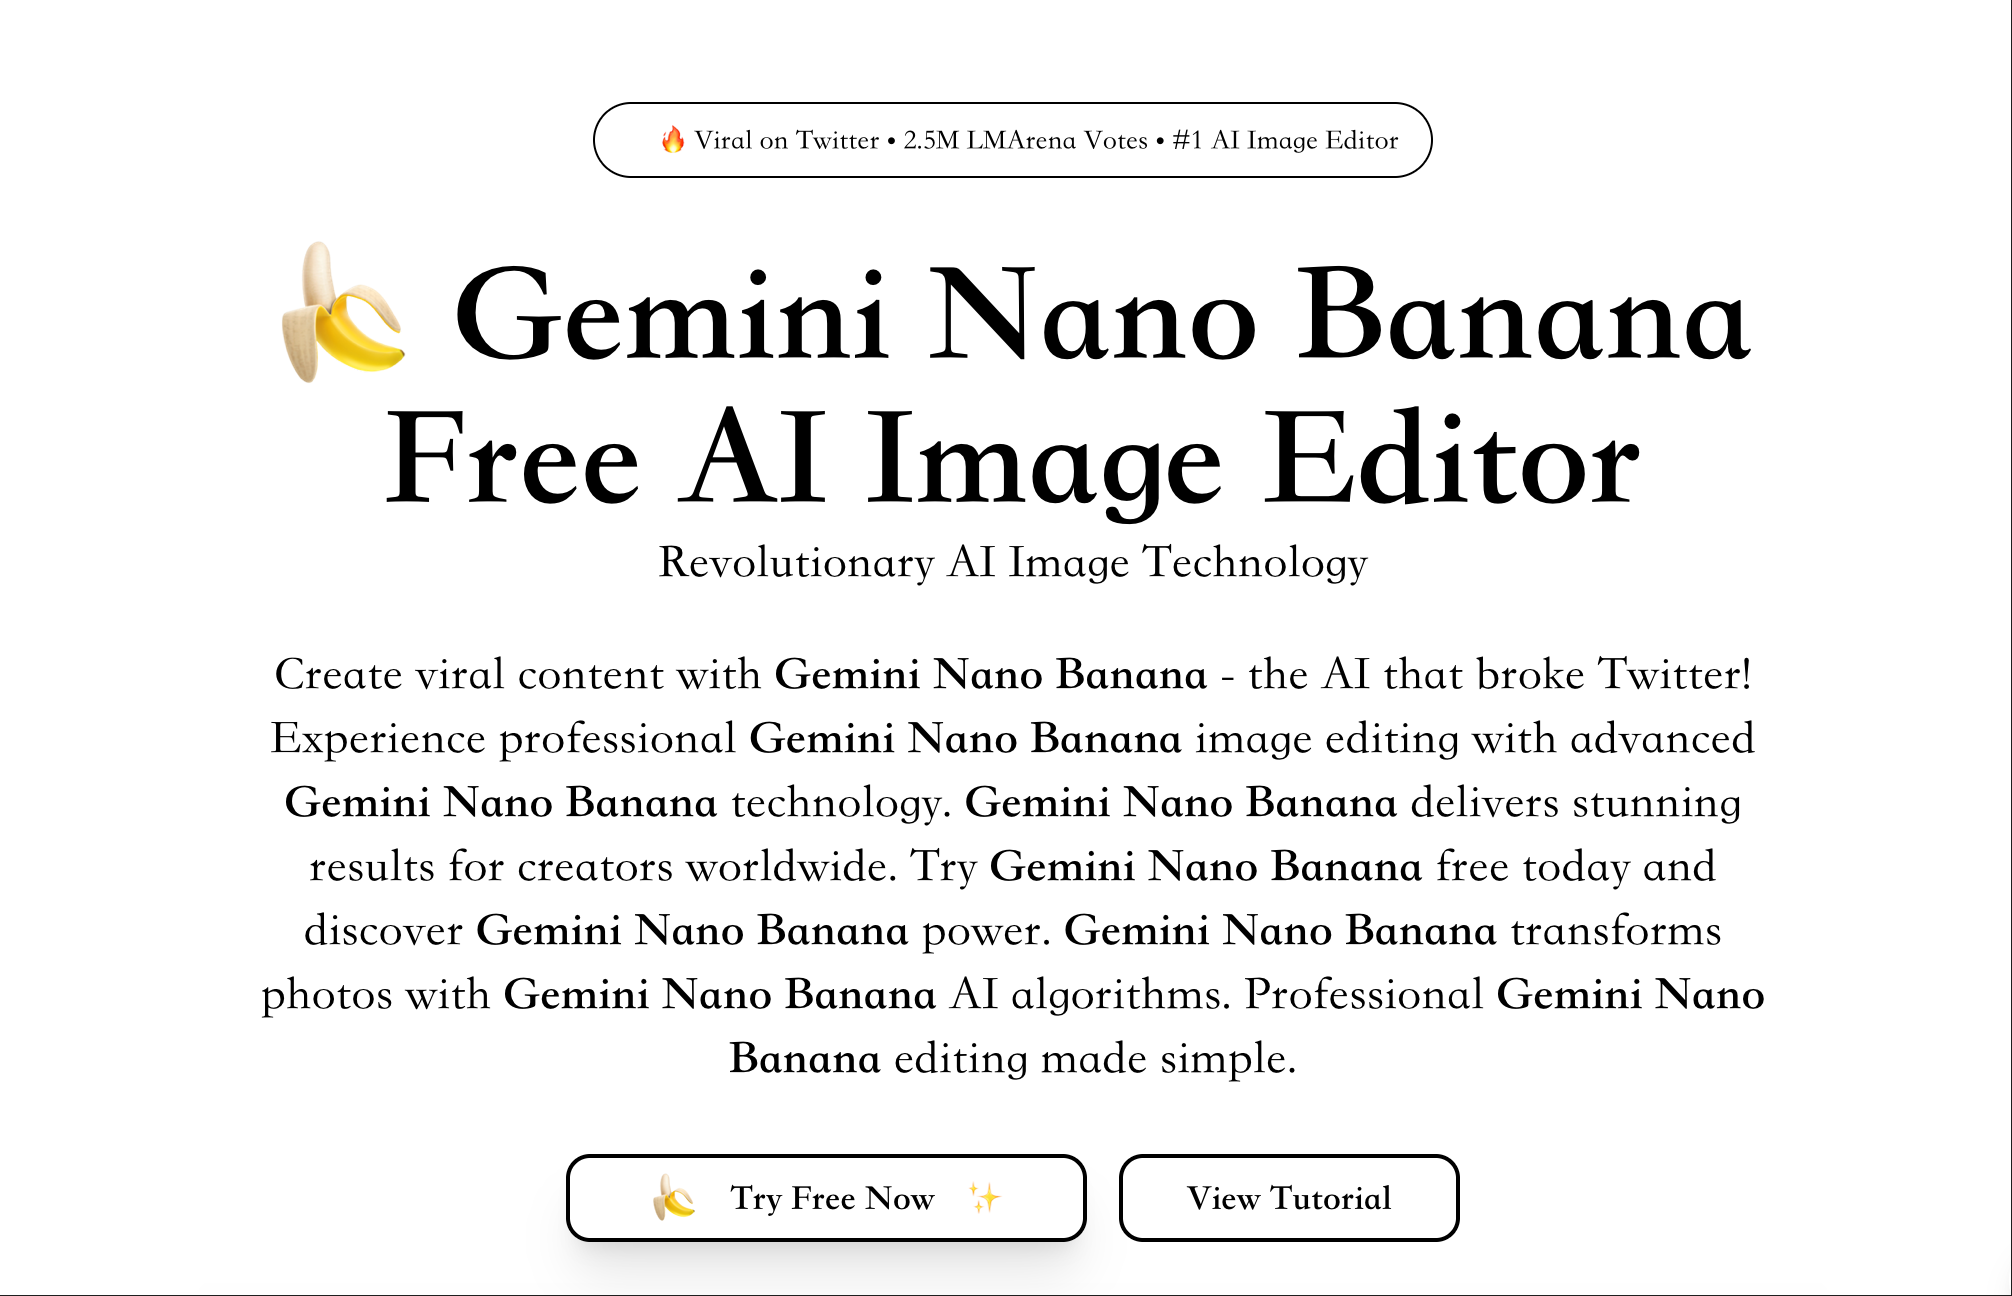 🔥 Viral on Twitter • 2.5M LMArena Votes • #1 AI Image Editor
🍌 Gemini Nano Banana
Free AI Image Editor
Revolutionary AI Image Technology
Create viral content with Gemini Nano Banana - the AI that broke Twitter!
Experience professional Gemini Nano Banana image editing with advanced
Gemini Nano Banana technology. Gemini Nano Banana delivers stunning
results for creators worldwide. Try Gemini Nano Banana free today and
discover Gemini Nano Banana power. Gemini Nano Banana transforms
photos with Gemini Nano Banana AI algorithms. Professional Gemini Nano
Banana editing made simple.
🍌 Try Free Now ✨
View Tutorial